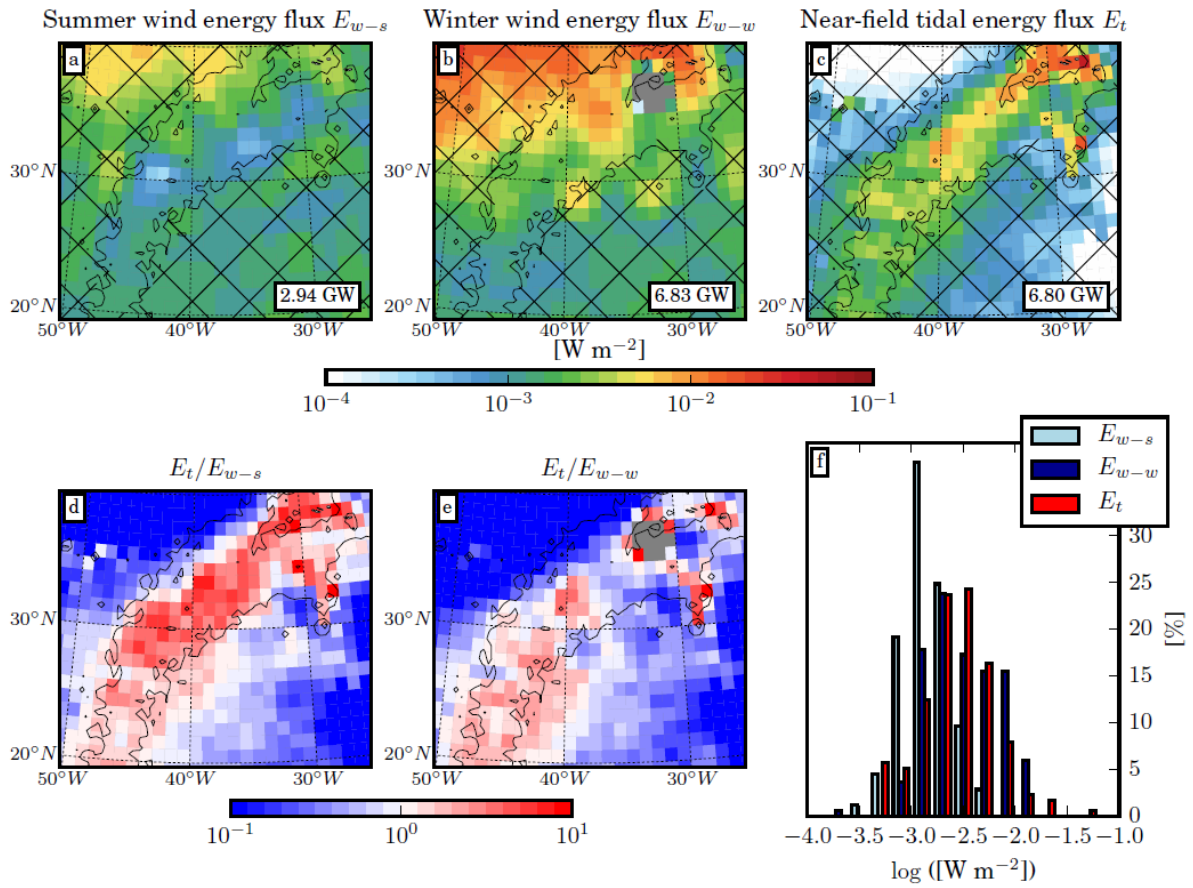 Summer wind energy flux E_{w−s}
Winter wind energy flux E_{w−w}
Near-field tidal energy flux E_t
a
b
c
30°N
30°N
30°N
20°N
20°N
20°N
2.94 GW
6.83 GW
6.80 GW
50°W 40°W 30°W
50°W 40°W 30°W
50°W 40°W 30°W
[W m^{−2}]
10^{−4} 10^{−3} 10^{−2} 10^{−1}
E_t/E_{w−s}
E_t/E_{w−w}
d
e
f
E_{w−s}
E_{w−w}
E_t
30
25
20
15
10
5
0
[%]
30°N
30°N
20°N
20°N
50°W 40°W 30°W
50°W 40°W 30°W
−4.0 −3.5 −3.0 −2.5 −2.0 −1.5 −1.0
10^{−1} 10^0 10^1
log ([W m^{−2}])